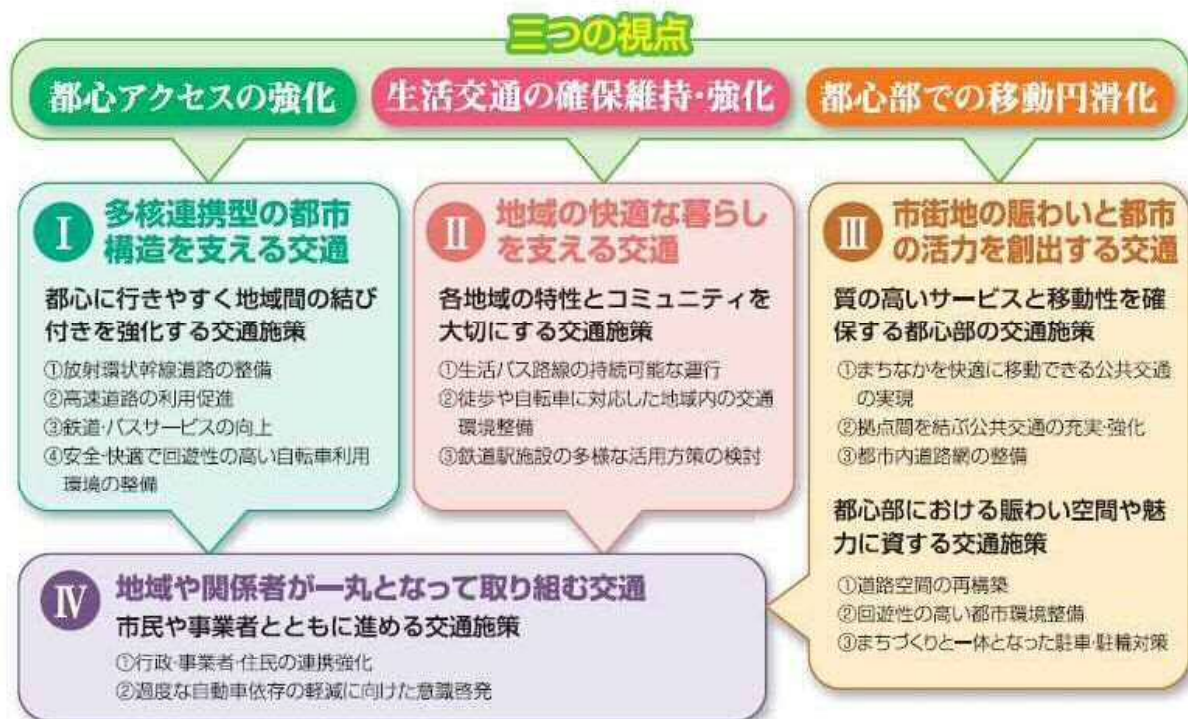 三つの視点
都心アクセスの強化
生活交通の確保維持・強化
都心部での移動円滑化
Ⅰ
多核連携型の都市
構造を支える交通
都心に行きやすく地域間の結び
付きを強化する交通施策
①放射環状幹線道路の整備
②高速道路の利用促進
③鉄道・バスサービスの向上
④安全・快適で回遊性の高い自転車利用
環境の整備
Ⅱ
地域の快適な暮らし
を支える交通
各地域の特性とコミュニティを
大切にする交通施策
①生活バス路線の持続可能な運行
②徒歩や自転車に対応した地域内の交通
環境整備
③鉄道駅施設の多様な活用方策の検討
Ⅲ
市街地の賑わいと都市
の活力を創出する交通
質の高いサービスと移動性を確
保する都心部の交通施策
①まちなかを快適に移動できる公共交通
の実現
②拠点間を結ぶ公共交通の充実・強化
③都市内道路網の整備
都心部における賑わい空間や魅
力に資する交通施策
①道路空間の再構築
②回遊性の高い都市環境整備
③まちづくりと一体となった駐車・駐輪対策
Ⅳ
地域や関係者が一丸となって取り組む交通
市民や事業者とともに進める交通施策
①行政・事業者・住民の連携強化
②過度な自動車依存の軽減に向けた意識啓発